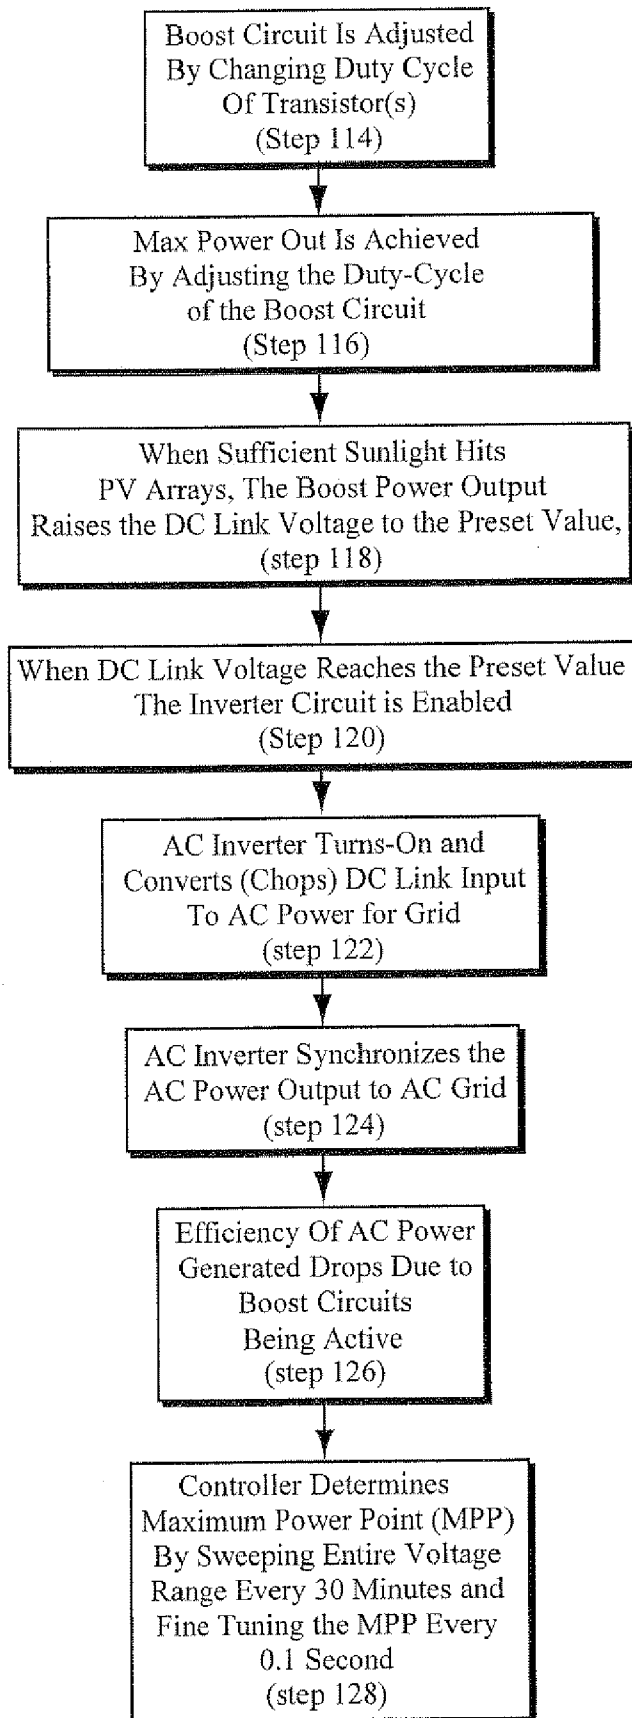 Boost Circuit Is Adjusted
By Changing Duty Cycle
Of Transistor(s)
(Step 114)
Max Power Out Is Achieved
By Adjusting the Duty-Cycle
of the Boost Circuit
(Step 116)
When Sufficient Sunlight Hits
PV Arrays, The Boost Power Output
Raises the DC Link Voltage to the Preset Value,
(step 118)
When DC Link Voltage Reaches the Preset Value
The Inverter Circuit is Enabled
(Step 120)
AC Inverter Turns-On and
Converts (Chops) DC Link Input
To AC Power for Grid
(step 122)
AC Inverter Synchronizes the
AC Power Output to AC Grid
(step 124)
Efficiency Of AC Power
Generated Drops Due to
Boost Circuits
Being Active
(step 126)
Controller Determines
Maximum Power Point (MPP)
By Sweeping Entire Voltage
Range Every 30 Minutes and
Fine Tuning the MPP Every
0.1 Second
(step 128)